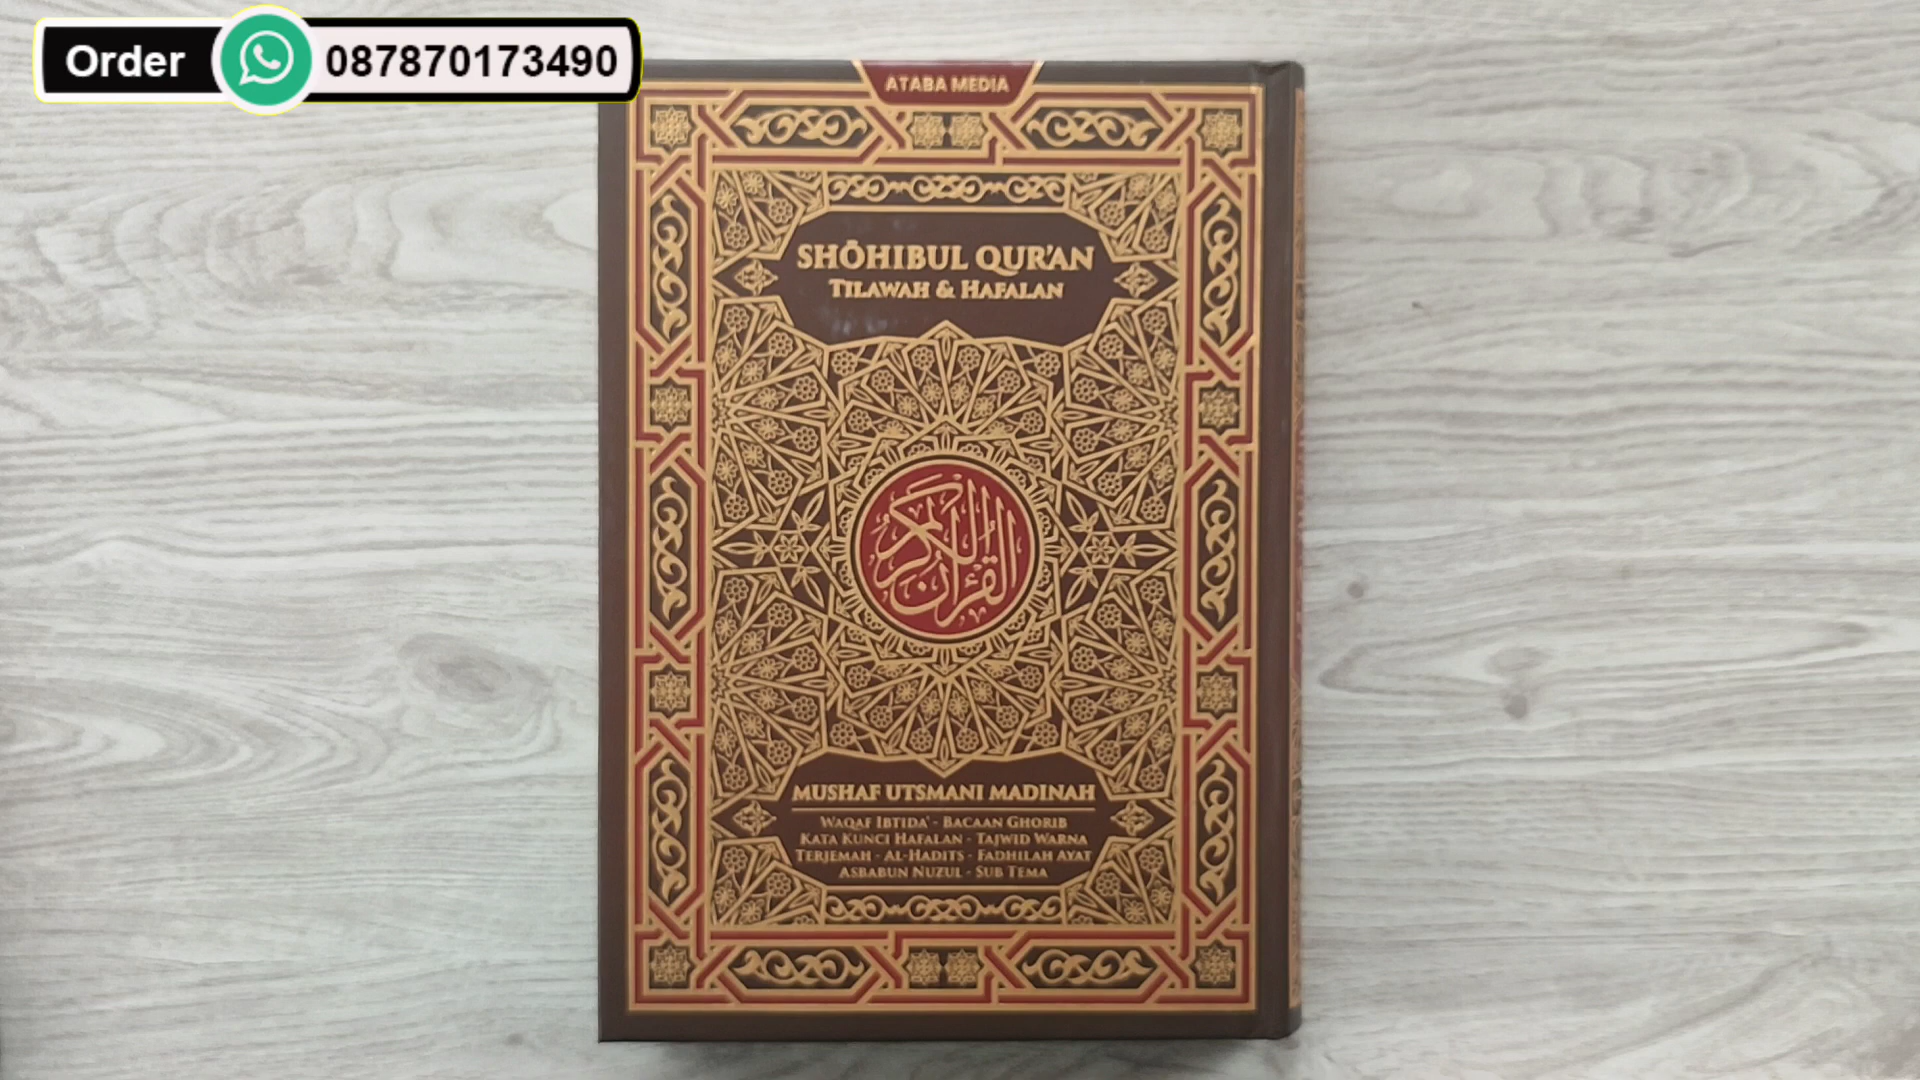 Order 087870173490
ATABA MEDIA
SHŌHIBUL QUR'AN
TILAWAH & HAFALAN
القرآن الكريم
MUSHAF UTSMANI MADINAH
WAQAF IBTIDA' - BACAAN GHORIB
KATA KUNCI HAFALAN - TAJWID WARNA
TERJEMAH - AL-HADITS - FADHILAH AYAT
ASBABUN NUZUL - SUB TEMA